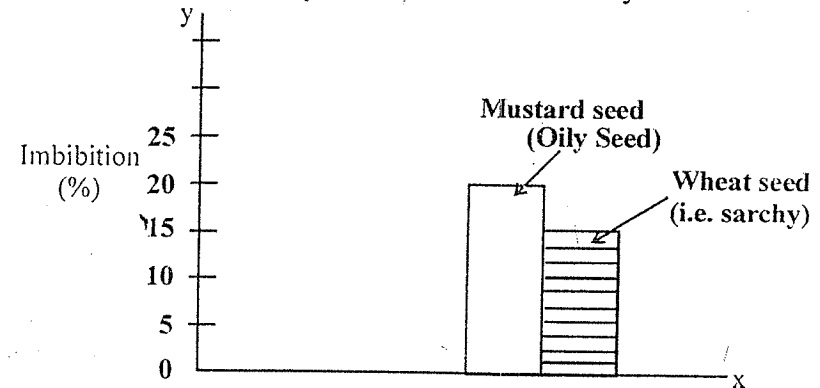 y
Mustard seed
(Oily Seed)
25
Imbibition
(%)
20
Wheat seed
(i.e. sarchy)
15
10
5
0
x